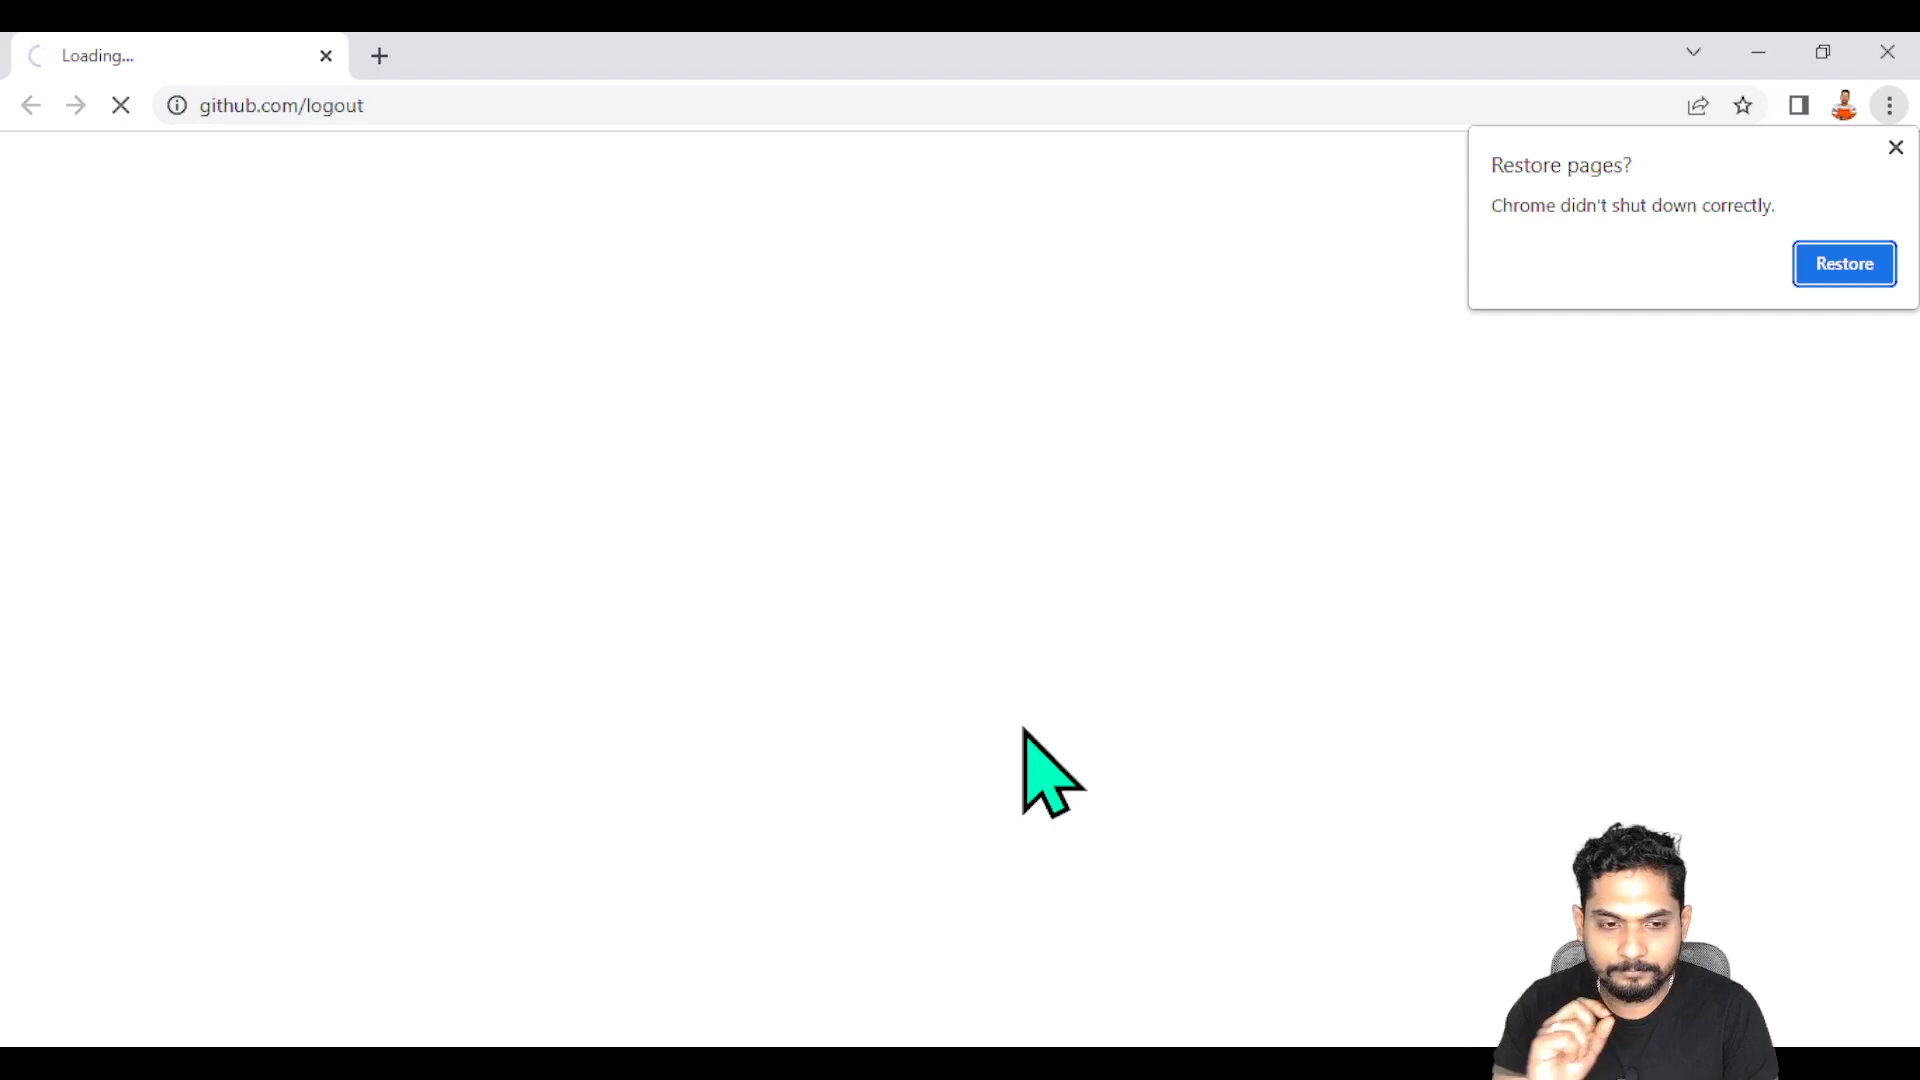 Loading...
github.com/logout
Restore pages?
Chrome didn't shut down correctly.
Restore